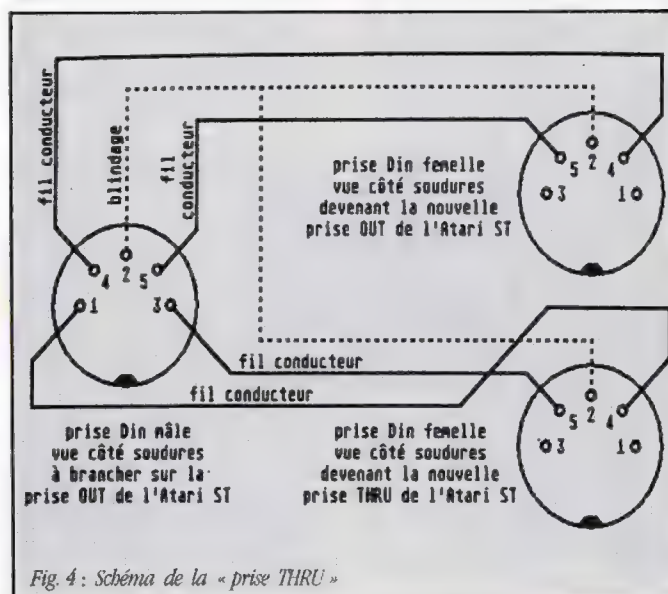 fil conducteur
blindage
fil
conducteur
prise Din femelle
vue côté soudures
devenant la nouvelle
prise OUT de l'Atari ST
5 2 4
3 1
4 2 5
1 3
fil conducteur
fil conducteur
prise Din mâle
vue côté soudures
à brancher sur la
prise OUT de l'Atari ST
prise Din femelle
vue côté soudures
devenant la nouvelle
prise THRU de l'Atari ST
5 2 4
3 1
Fig. 4 : Schéma de la « prise THRU »